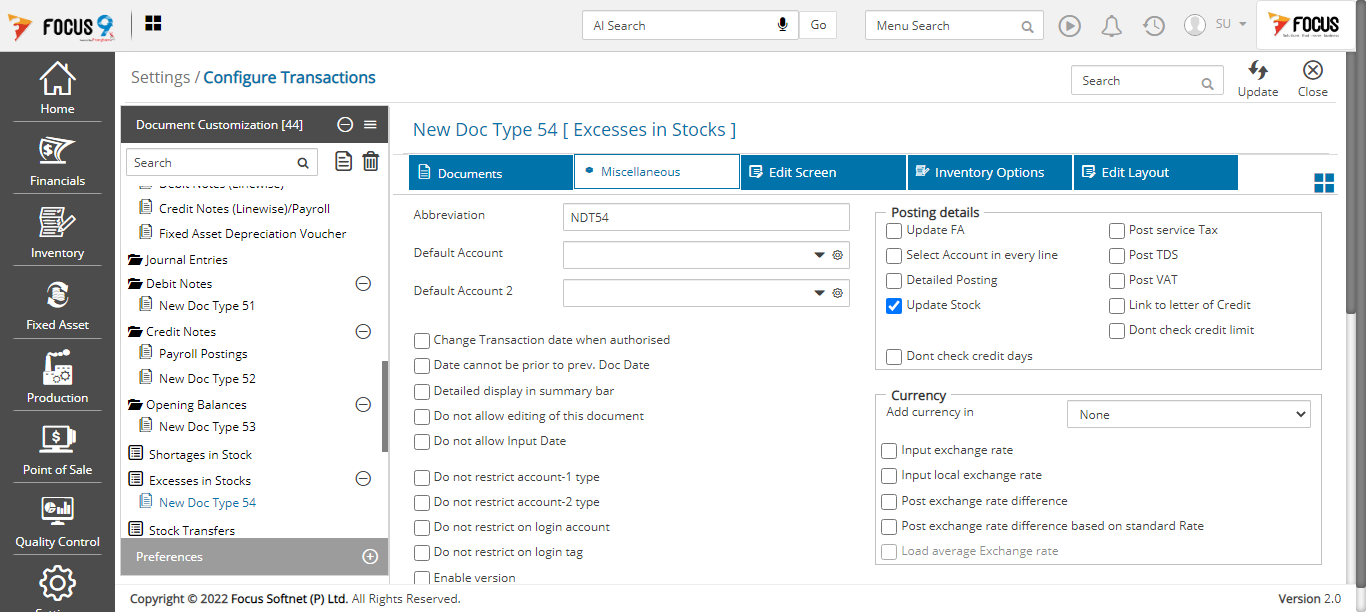 FOCUS 9
AI Search
Go
Menu Search
SU
FOCUS
Home
Financials
Inventory
Fixed Asset
Production
Point of Sale
Quality Control
Settings / Configure Transactions
Search
Update
Close
Document Customization [44]
Search
Debit Notes (Linewise)
Credit Notes (Linewise)/Payroll
Fixed Asset Depreciation Voucher
Journal Entries
Debit Notes
New Doc Type 51
Credit Notes
Payroll Postings
New Doc Type 52
Opening Balances
New Doc Type 53
Shortages in Stock
Excesses in Stocks
New Doc Type 54
Stock Transfers
Preferences
New Doc Type 54 [ Excesses in Stocks ]
Documents
Miscellaneous
Edit Screen
Inventory Options
Edit Layout
Abbreviation
NDT54
Default Account
Default Account 2
Change Transaction date when authorised
Date cannot be prior to prev. Doc Date
Detailed display in summary bar
Do not allow editing of this document
Do not allow Input Date
Do not restrict account-1 type
Do not restrict account-2 type
Do not restrict on login account
Do not restrict on login tag
Enable version
Posting details
Update FA
Select Account in every line
Detailed Posting
Update Stock
Dont check credit days
Post service Tax
Post TDS
Post VAT
Link to letter of Credit
Dont check credit limit
Currency
Add currency in
None
Input exchange rate
Input local exchange rate
Post exchange rate difference
Post exchange rate difference based on standard Rate
Load average Exchange rate
Copyright © 2022 Focus Softnet (P) Ltd. All Rights Reserved.
Version 2.0